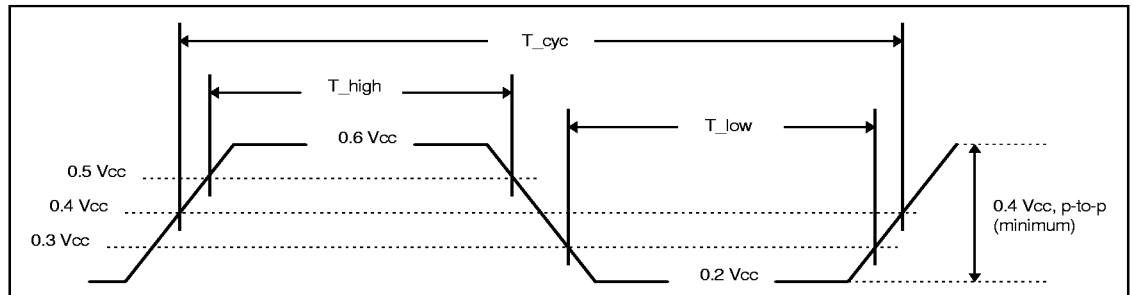 T_cyc
T_high
T_low
0.6 Vcc
0.5 Vcc
0.4 Vcc
0.4 Vcc, p-to-p
(minimum)
0.3 Vcc
0.2 Vcc